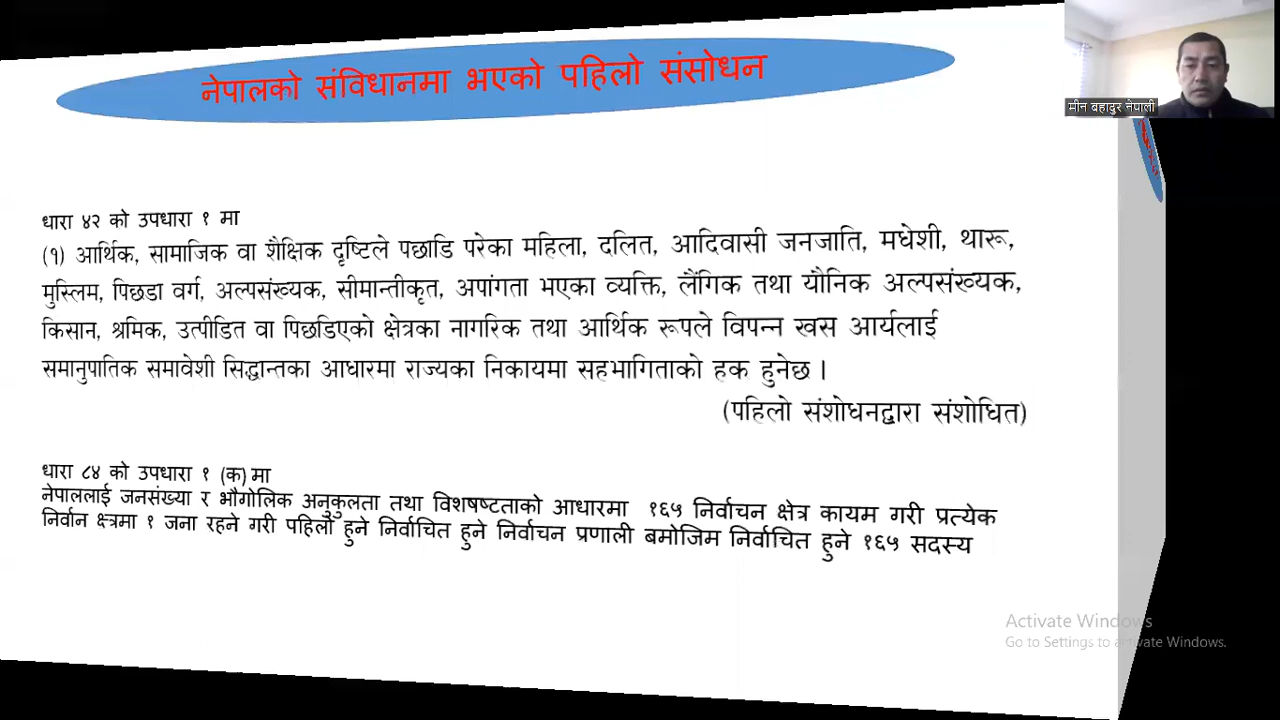 नेपालको संविधानमा भएको पहिलो संसोधन
मीन बहादुर नेपाली
धारा ४२ को उपधारा १ मा
(१) आर्थिक, सामाजिक वा शैक्षिक दृष्टिले पछाडि परेका महिला, दलित, आदिवासी जनजाति, मधेशी, थारू,
मुस्लिम, पिछडा वर्ग, अल्पसंख्यक, सीमान्तीकृत, अपांगता भएका व्यक्ति, लैंगिक तथा यौनिक अल्पसंख्यक,
किसान, श्रमिक, उत्पीडित वा पिछडिएको क्षेत्रका नागरिक तथा आर्थिक रूपले विपन्न खस आर्यलाई
समानुपातिक समावेशी सिद्धान्तका आधारमा राज्यका निकायमा सहभागिताको हक हुनेछ ।
(पहिलो संशोधनद्वारा संशोधित)
धारा ८४ को उपधारा १ (क) मा
नेपाललाई जनसंख्या र भौगोलिक अनुकुलता तथा विशषष्टताको आधारमा १६५ निर्वाचन क्षेत्र कायम गरी प्रत्येक
निर्वान क्षत्रमा १ जना रहने गरी पहिलो हुने निर्वाचित हुने निर्वाचन प्रणाली बमोजिम निर्वाचित हुने १६५ सदस्य
Activate Windows
Go to Settings to activate Windows.